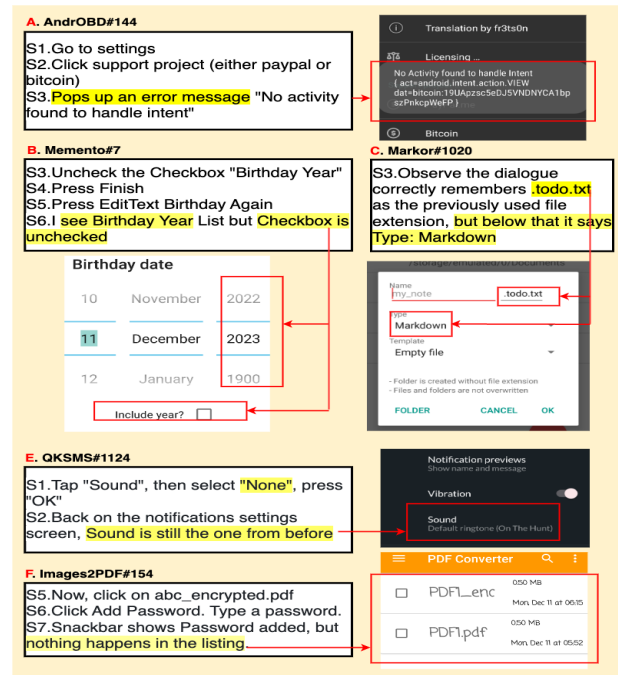 A. AndrOBD#144
S1.Go to settings
S2.Click support project (either paypal or
bitcoin)
S3.Pops up an error message "No activity
found to handle intent"
Translation by fr3ts0n
Licensing ...
No Activity found to handle Intent
{ act=android.intent.action.VIEW
dat=bitcoin:19UApzsc5eDJ5VNDNYCA1bp
szPnkcpWeFP }
Bitcoin
B. Memento#7
S3.Uncheck the Checkbox "Birthday Year"
S4.Press Finish
S5.Press EditText Birthday Again
S6.I see Birthday Year List but Checkbox is
unchecked
Birthday date
10 November 2022
11 December 2023
12 January 1900
Include year?
C. Markor#1020
S3.Observe the dialogue
correctly remembers .todo.txt
as the previously used file
extension, but below that it says
Type: Markdown
/storage/emulated/0/Documents
Name
my_note .todo.txt
Type
Markdown
Template
Empty file
- Folder is created without file extension
- Files and folders are not overwritten
FOLDER CANCEL OK
E. QKSMS#1124
S1.Tap "Sound", then select "None", press
"OK"
S2.Back on the notifications settings
screen, Sound is still the one from before
Notification previews
Show name and message
Vibration
Sound
Default ringtone (On The Hunt)
F. Images2PDF#154
S5.Now, click on abc_encrypted.pdf
S6.Click Add Password. Type a password.
S7.Snackbar shows Password added, but
nothing happens in the listing.
PDF Converter
0.50 MB
PDF1_enc
Mon, Dec 11 at 06:15
0.50 MB
PDF1.pdf
Mon, Dec 11 at 05:52